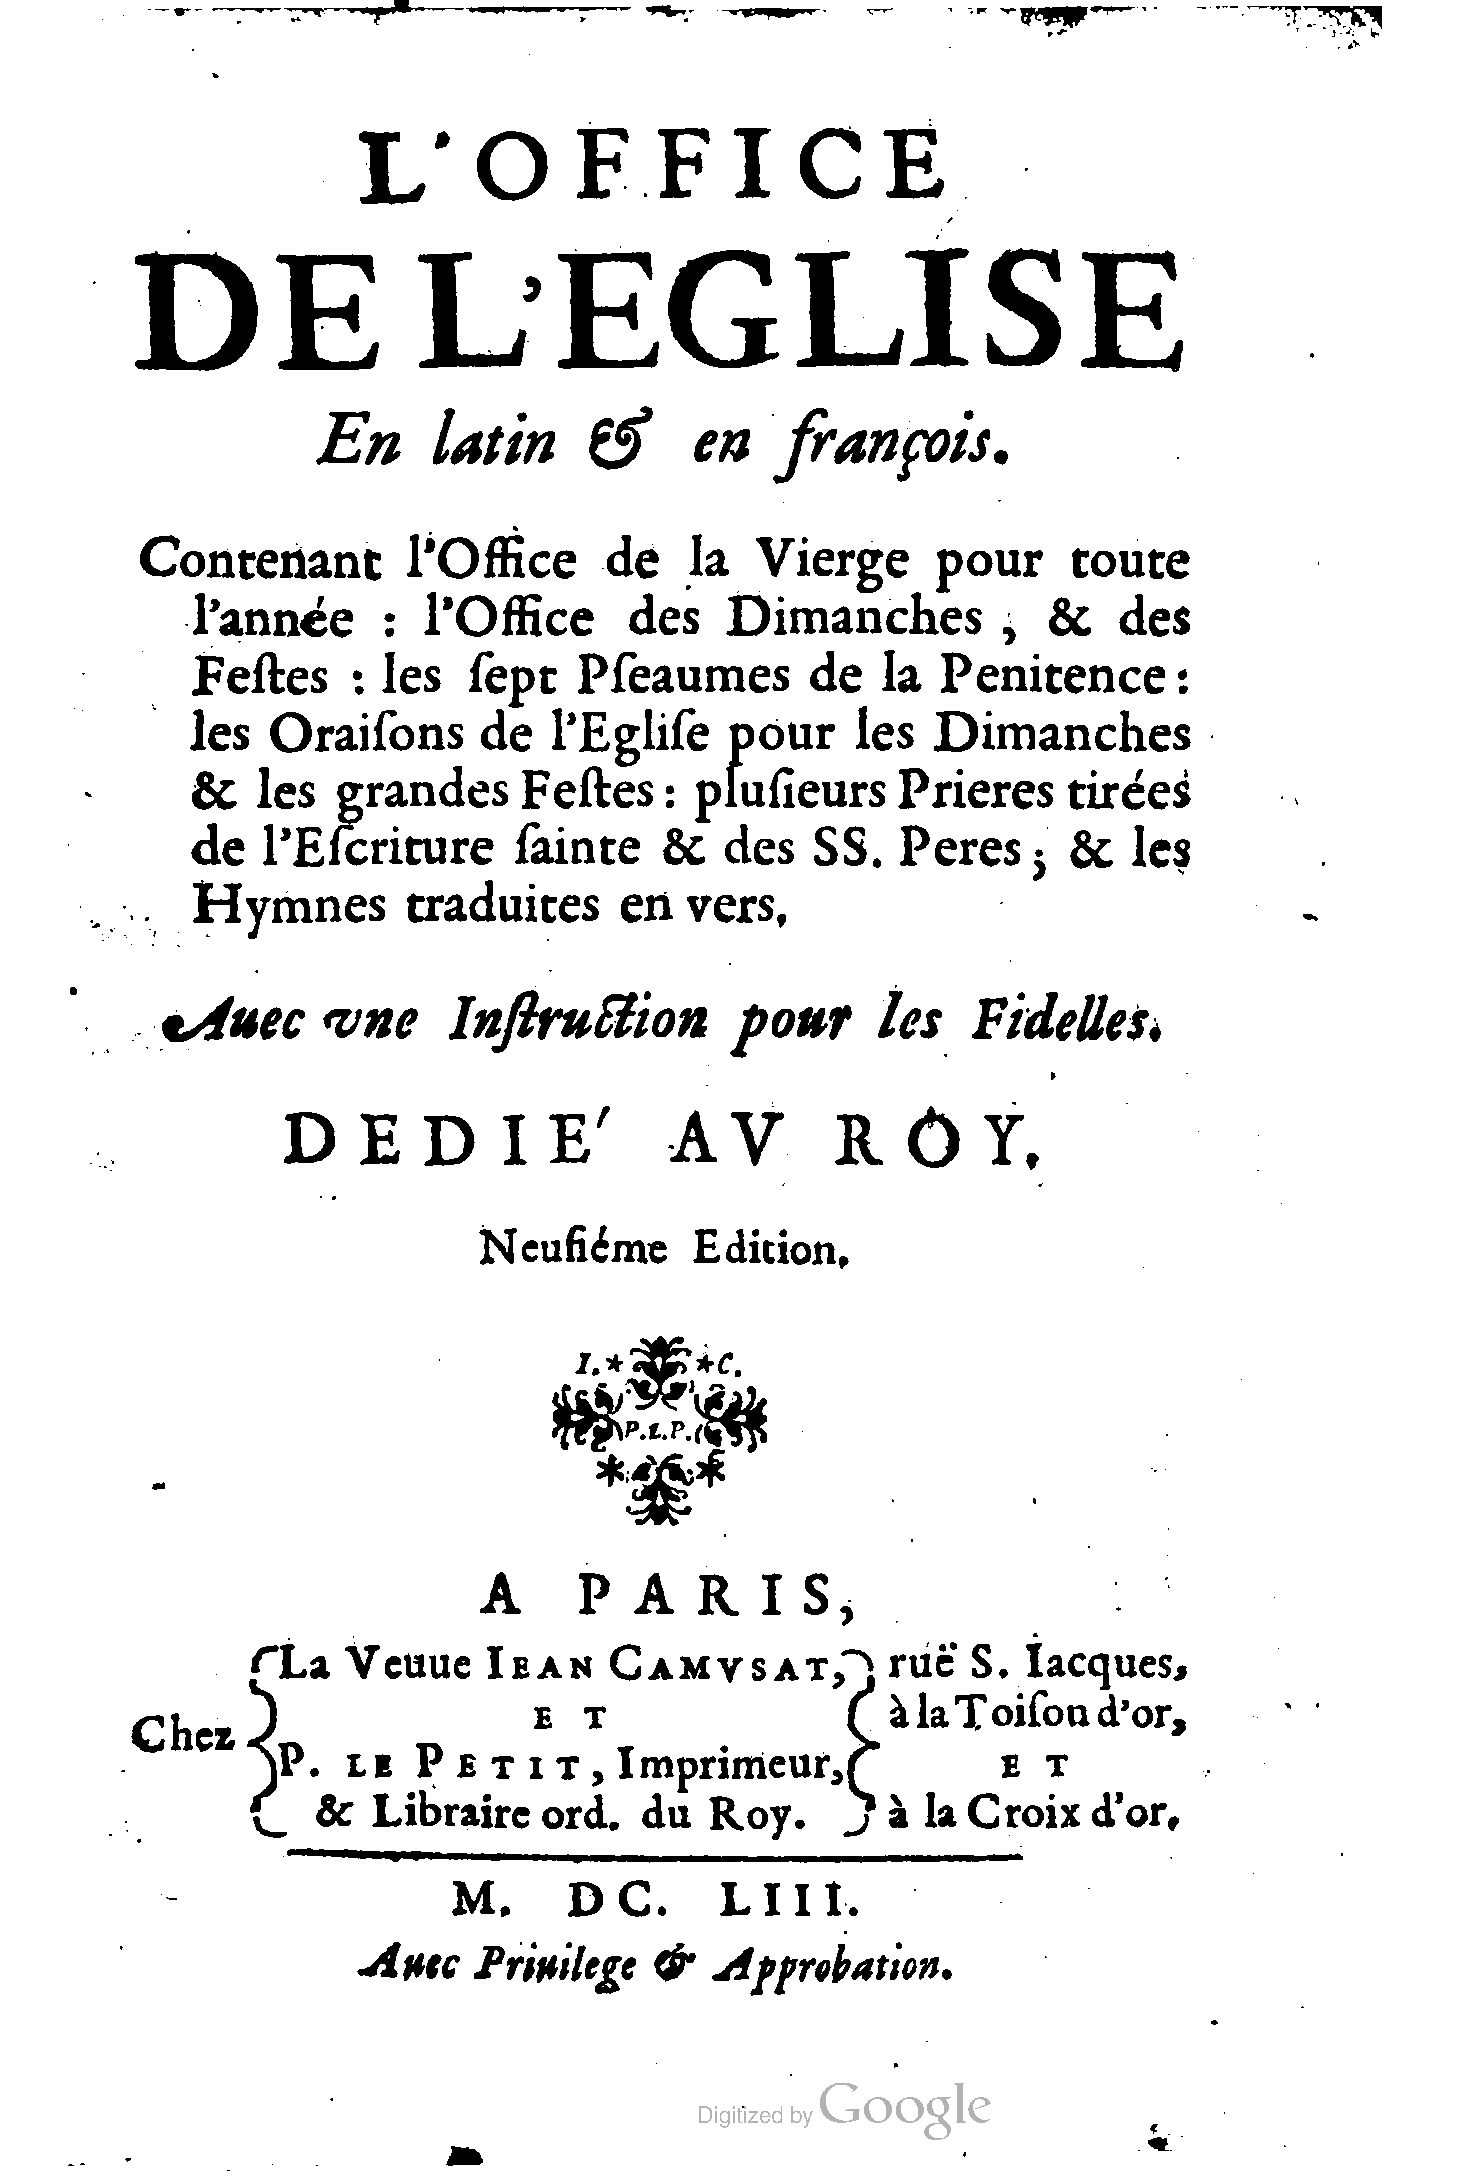 L'OFFICE
DE L'EGLISE
En latin & en françois.
Contenant l'Office de la Vierge pour toute
l'année : l'Office des Dimanches , & des
Feſtes : les ſept Pſeaumes de la Penitence :
les Oraiſons de l'Egliſe pour les Dimanches
& les grandes Feſtes : pluſieurs Prieres tirées
de l'Eſcriture ſainte & des SS. Peres ; & les
Hymnes traduites en vers,
Auec vne Inſtruction pour les Fidelles.
DEDIE' AV ROY.
Neufiéme Edition,
I. * * C.
P. L. P.
* *
A PARIS,
La Veuue IEAN CAMVSAT, rüe S. Iacques,
ET à la Toiſon d'or,
Chez
P. LE PETIT, Imprimeur, ET
& Libraire ord. du Roy. à la Croix d'or,
M. DC. LIII.
Auec Priuilege & Approbation.
Digitized by Google